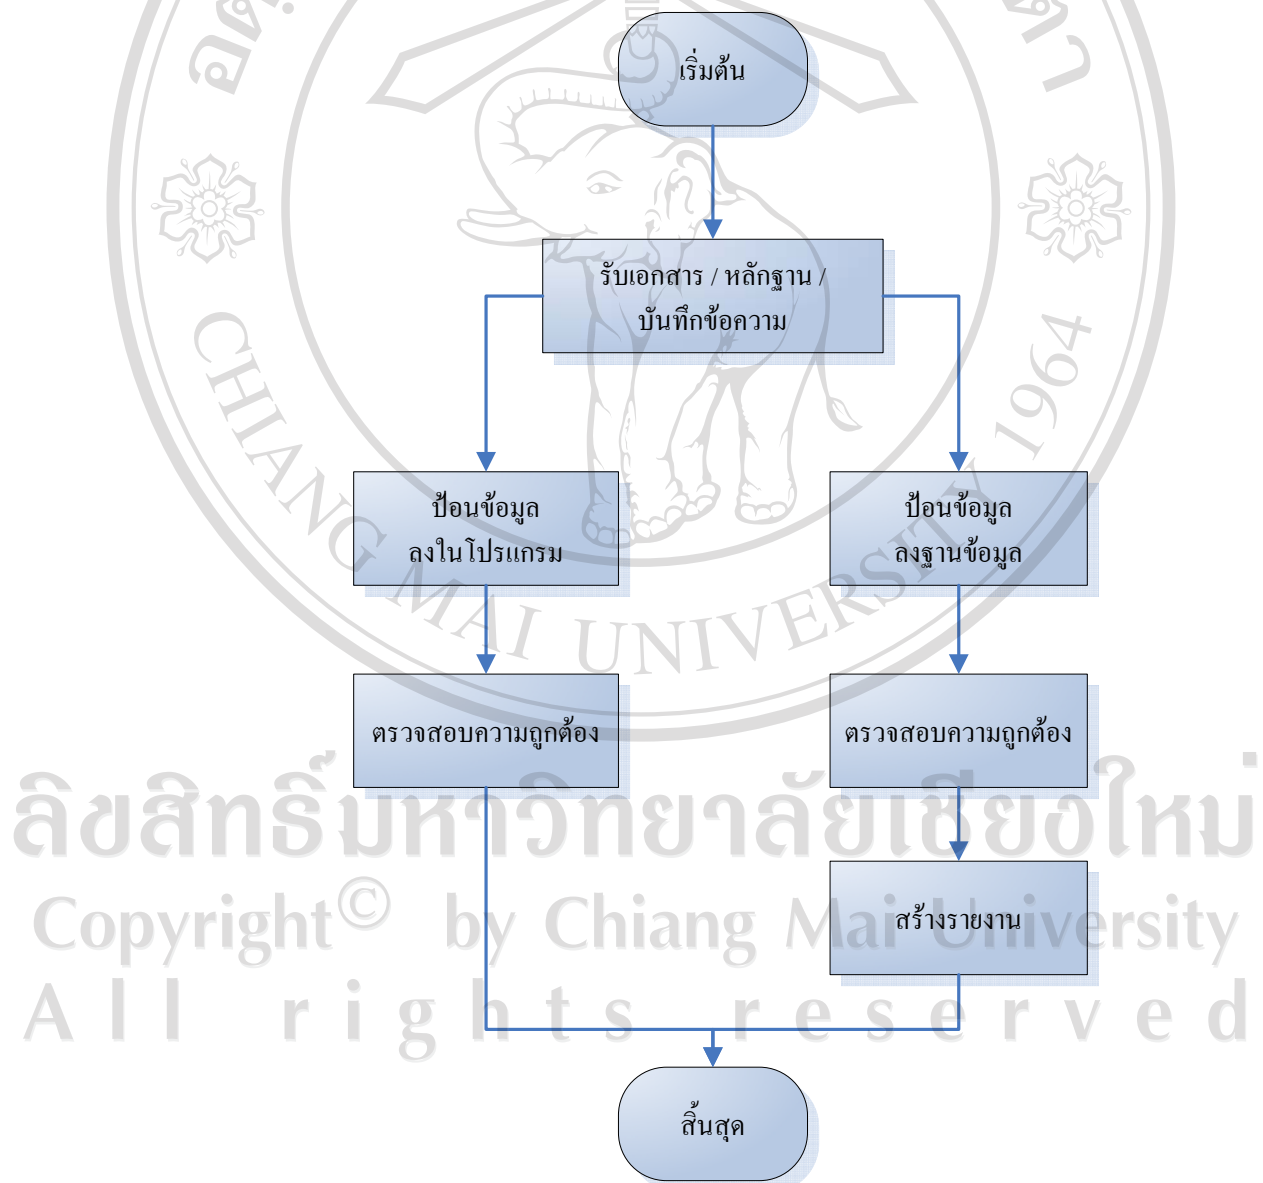 เริ่มต้น
รับเอกสาร / หลักฐาน /
บันทึกข้อความ
ป้อนข้อมูล
ลงในโปรแกรม
ป้อนข้อมูล
ลงฐานข้อมูล
ตรวจสอบความถูกต้อง
ตรวจสอบความถูกต้อง
สร้างรายงาน
สิ้นสุด
CHIANG MAI UNIVERSITY 1964
ลิขสิทธิ์มหาวิทยาลัยเชียงใหม่
Copyright© by Chiang Mai University
All rights reserved